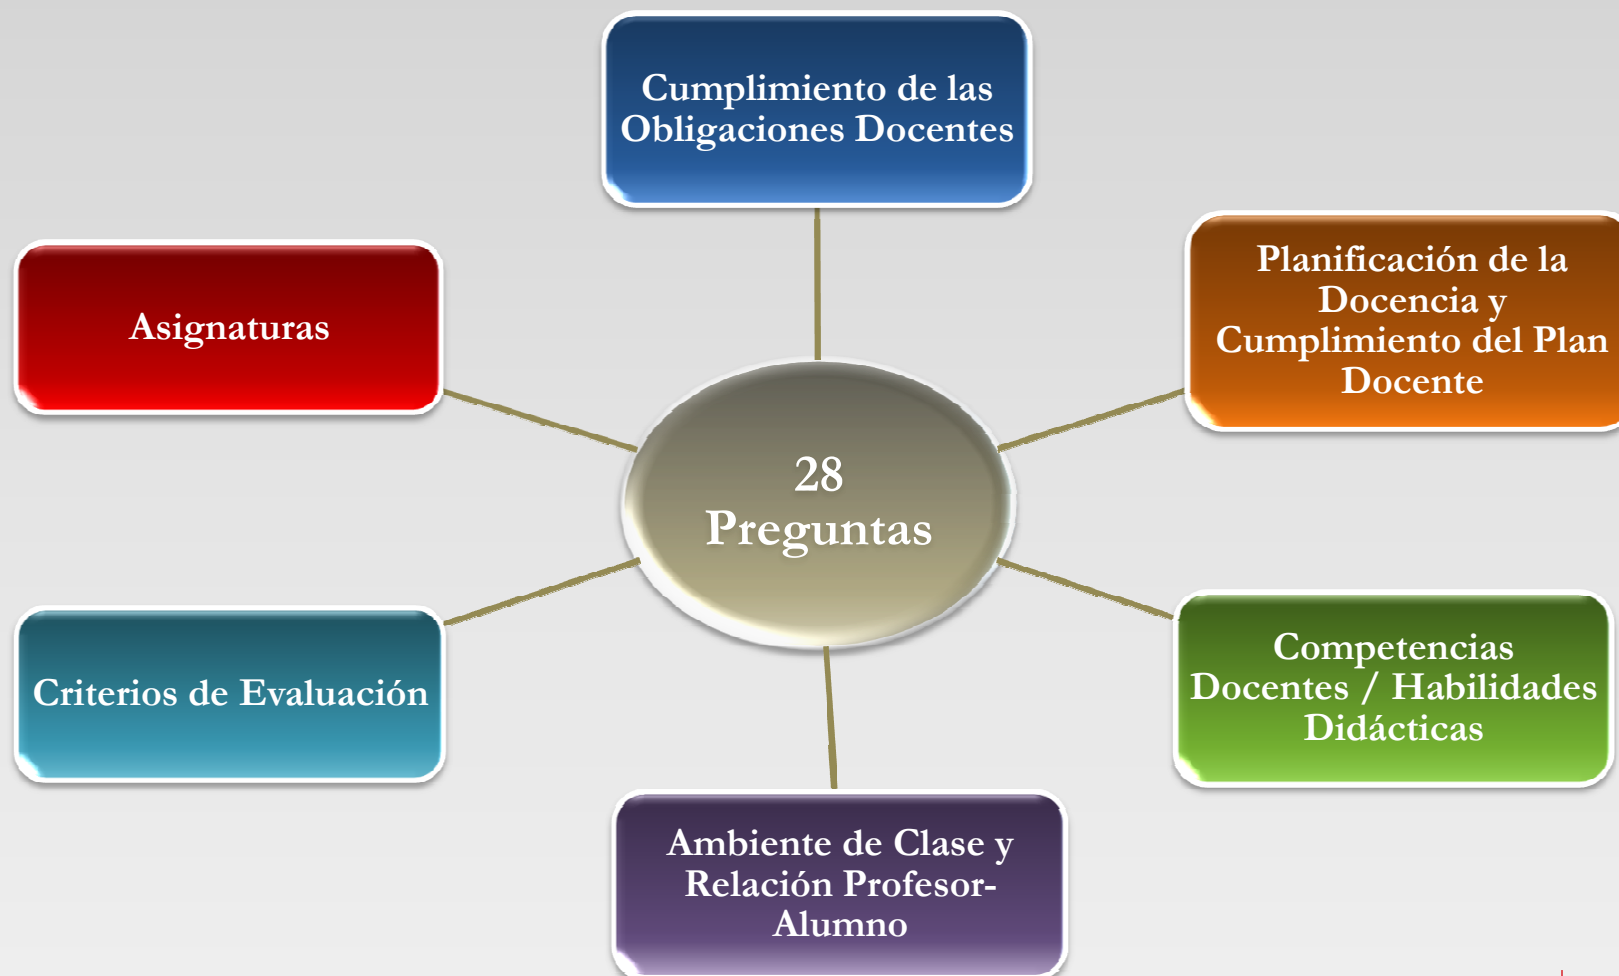 Cumplimiento de las
Obligaciones Docentes
Planificación de la
Docencia y
Cumplimiento del Plan
Docente
Asignaturas
28
Preguntas
Competencias
Docentes / Habilidades
Didácticas
Criterios de Evaluación
Ambiente de Clase y
Relación Profesor-
Alumno